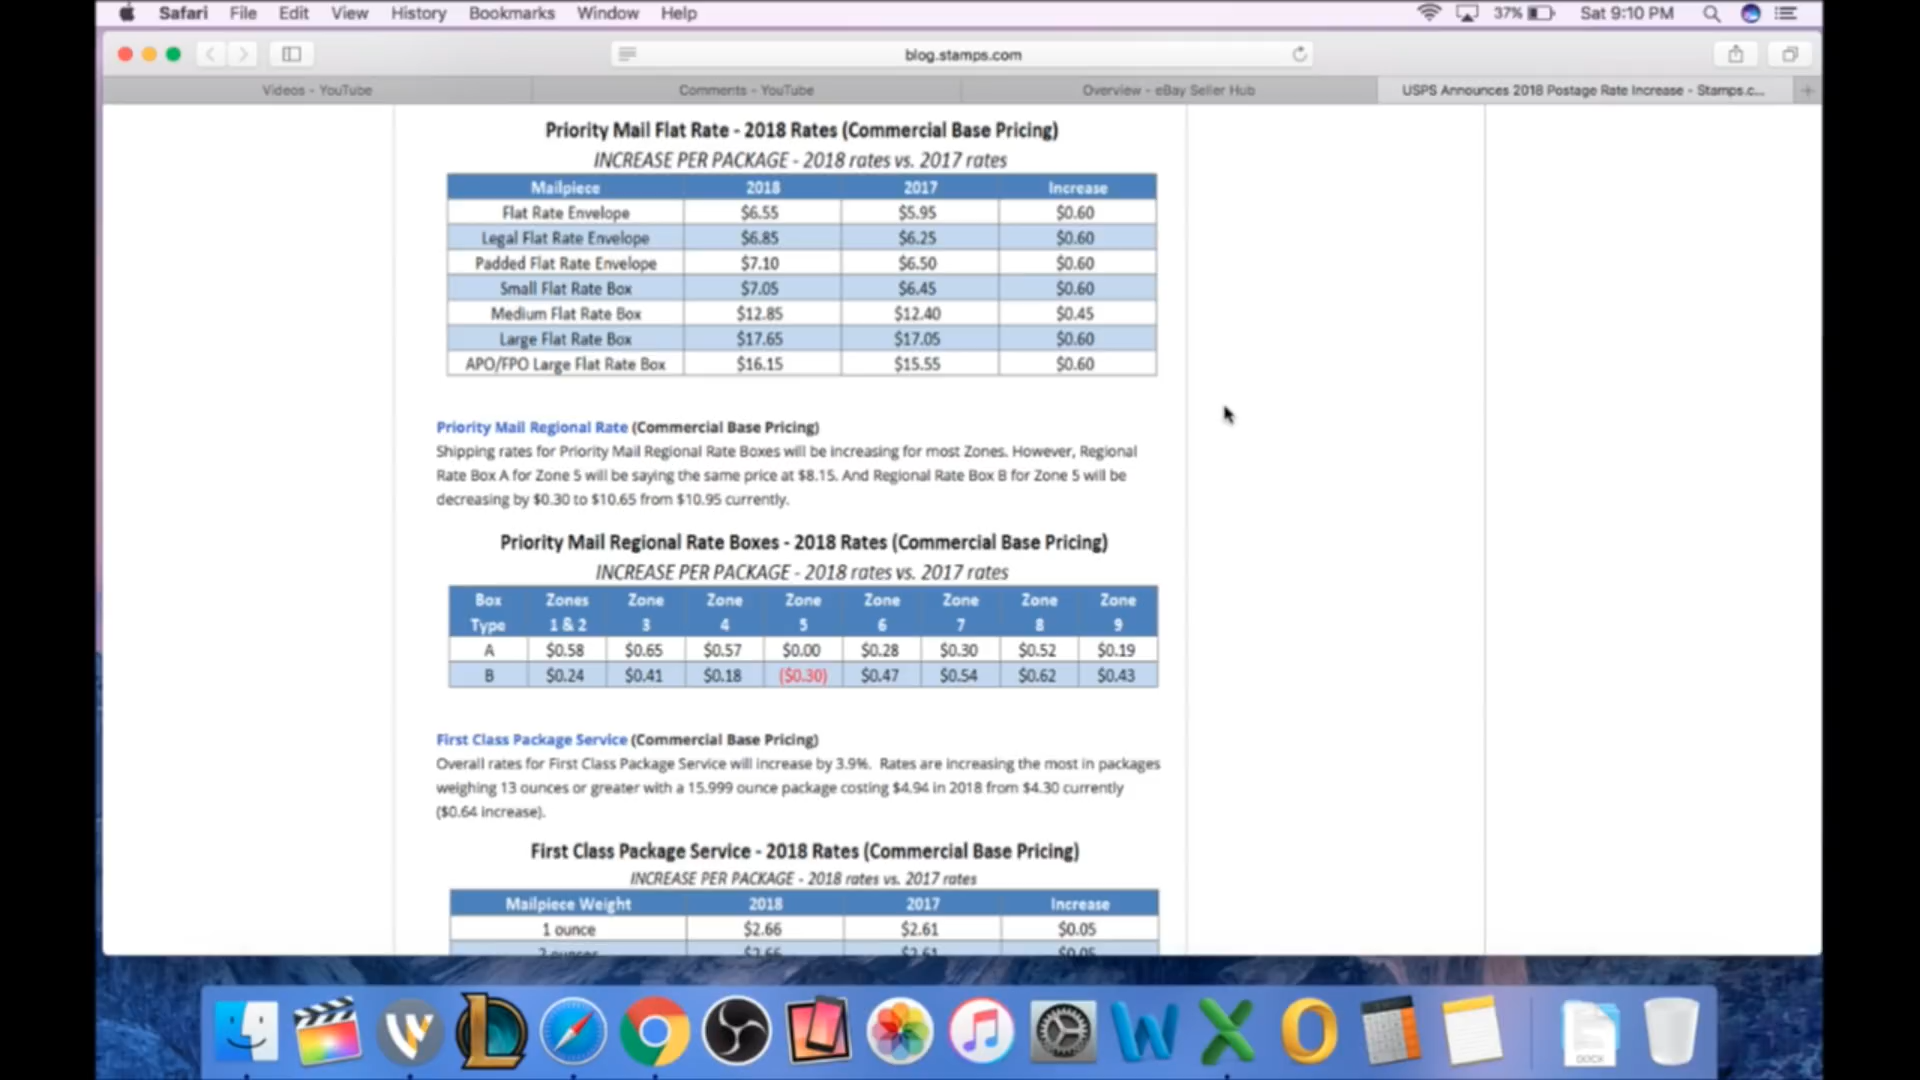 Safari File Edit View History Bookmarks Window Help 37% Sat 9:10 PM
blog.stamps.com
Videos - YouTube Comments - YouTube Overview - eBay Seller Hub USPS Announces 2018 Postage Rate Increase - Stamps.c...
Priority Mail Flat Rate - 2018 Rates (Commercial Base Pricing)
INCREASE PER PACKAGE - 2018 rates vs. 2017 rates
Mailpiece 2018 2017 Increase
Flat Rate Envelope $6.55 $5.95 $0.60
Legal Flat Rate Envelope $6.85 $6.25 $0.60
Padded Flat Rate Envelope $7.10 $6.50 $0.60
Small Flat Rate Box $7.05 $6.45 $0.60
Medium Flat Rate Box $12.85 $12.40 $0.45
Large Flat Rate Box $17.65 $17.05 $0.60
APO/FPO Large Flat Rate Box $16.15 $15.55 $0.60
Priority Mail Regional Rate (Commercial Base Pricing)
Shipping rates for Priority Mail Regional Rate Boxes will be increasing for most Zones. However, Regional
Rate Box A for Zone 5 will be saying the same price at $8.15. And Regional Rate Box B for Zone 5 will be
decreasing by $0.30 to $10.65 from $10.95 currently.
Priority Mail Regional Rate Boxes - 2018 Rates (Commercial Base Pricing)
INCREASE PER PACKAGE - 2018 rates vs. 2017 rates
Box Zones Zone Zone Zone Zone Zone Zone Zone
Type 1 & 2 3 4 5 6 7 8 9
A $0.58 $0.65 $0.57 $0.00 $0.28 $0.30 $0.52 $0.19
B $0.24 $0.41 $0.18 ($0.30) $0.47 $0.54 $0.62 $0.43
First Class Package Service (Commercial Base Pricing)
Overall rates for First Class Package Service will increase by 3.9%. Rates are increasing the most in packages
weighing 13 ounces or greater with a 15.999 ounce package costing $4.94 in 2018 from $4.30 currently
($0.64 increase).
First Class Package Service - 2018 Rates (Commercial Base Pricing)
INCREASE PER PACKAGE - 2018 rates vs. 2017 rates
Mailpiece Weight 2018 2017 Increase
1 ounce $2.66 $2.61 $0.05
2 ounces $2.66 $2.61 $0.05
DOCX